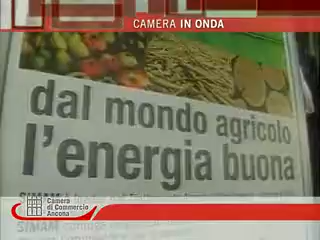 CAMERA IN ONDA
dal mondo agricolo
l'energia buona
SIMAM
Camera
di Commercio
Ancona
SIMAM